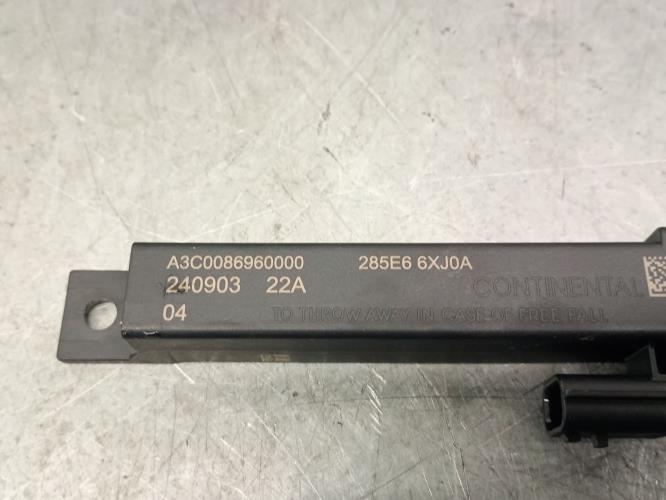 A3C0086960000 285E6 6XJ0A
240903 22A CONTINENTAL
04 TO THROW AWAY IN CASE OF FREE FALL